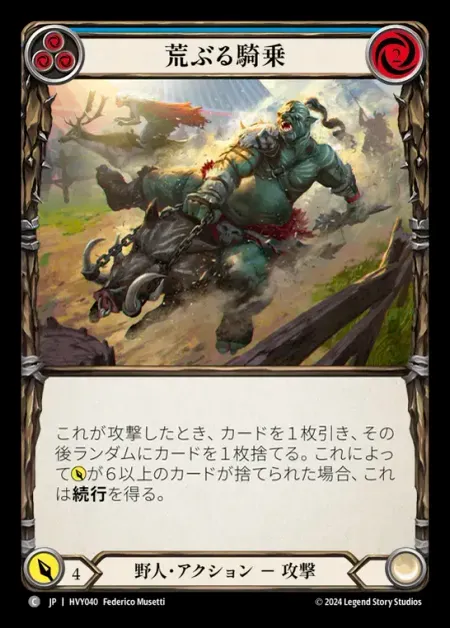 荒ぶる騎乗
2
これが攻撃したとき、カードを1枚引き、その
後ランダムにカードを1枚捨てる。これによっ
てが6以上のカードが捨てられた場合、これ
は続行を得る。
4
野人・アクション － 攻撃
C JP | HVY040 Federico Musetti
© 2024 Legend Story Studios